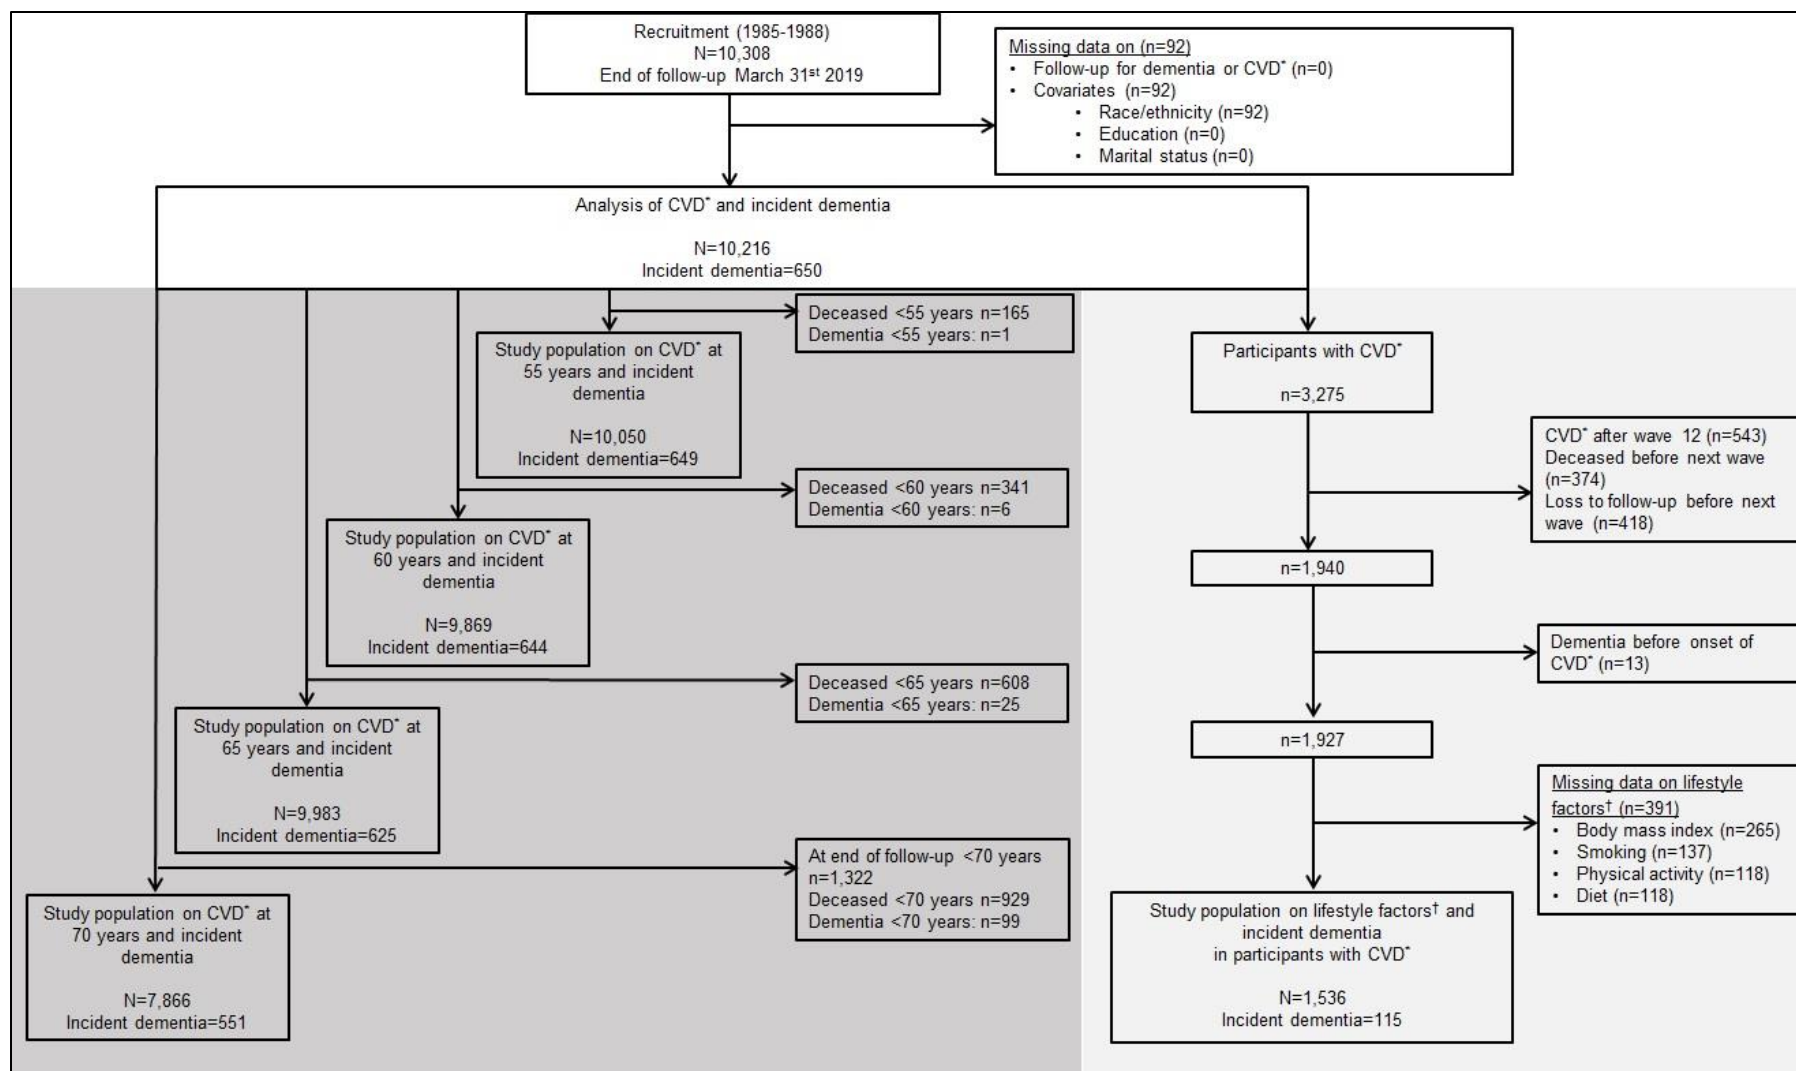 Recruitment (1985-1988)
N=10,308
End of follow-up March 31st 2019
Missing data on (n=92)
• Follow-up for dementia or CVD* (n=0)
• Covariates (n=92)
• Race/ethnicity (n=92)
• Education (n=0)
• Marital status (n=0)
Analysis of CVD* and incident dementia
N=10,216
Incident dementia=650
Deceased <55 years n=165
Dementia <55 years: n=1
Study population on CVD* at
55 years and incident
dementia
N=10,050
Incident dementia=649
Deceased <60 years n=341
Dementia <60 years: n=6
Study population on CVD* at
60 years and incident
dementia
N=9,869
Incident dementia=644
Deceased <65 years n=608
Dementia <65 years: n=25
Study population on CVD* at
65 years and incident
dementia
N=9,983
Incident dementia=625
At end of follow-up <70 years
n=1,322
Deceased <70 years n=929
Dementia <70 years: n=99
Study population on CVD* at
70 years and incident
dementia
N=7,866
Incident dementia=551
Participants with CVD*
n=3,275
CVD* after wave 12 (n=543)
Deceased before next wave
(n=374)
Loss to follow-up before next
wave (n=418)
n=1,940
Dementia before onset of
CVD* (n=13)
n=1,927
Missing data on lifestyle
factors† (n=391)
• Body mass index (n=265)
• Smoking (n=137)
• Physical activity (n=118)
• Diet (n=118)
Study population on lifestyle factors† and
incident dementia
in participants with CVD*
N=1,536
Incident dementia=115